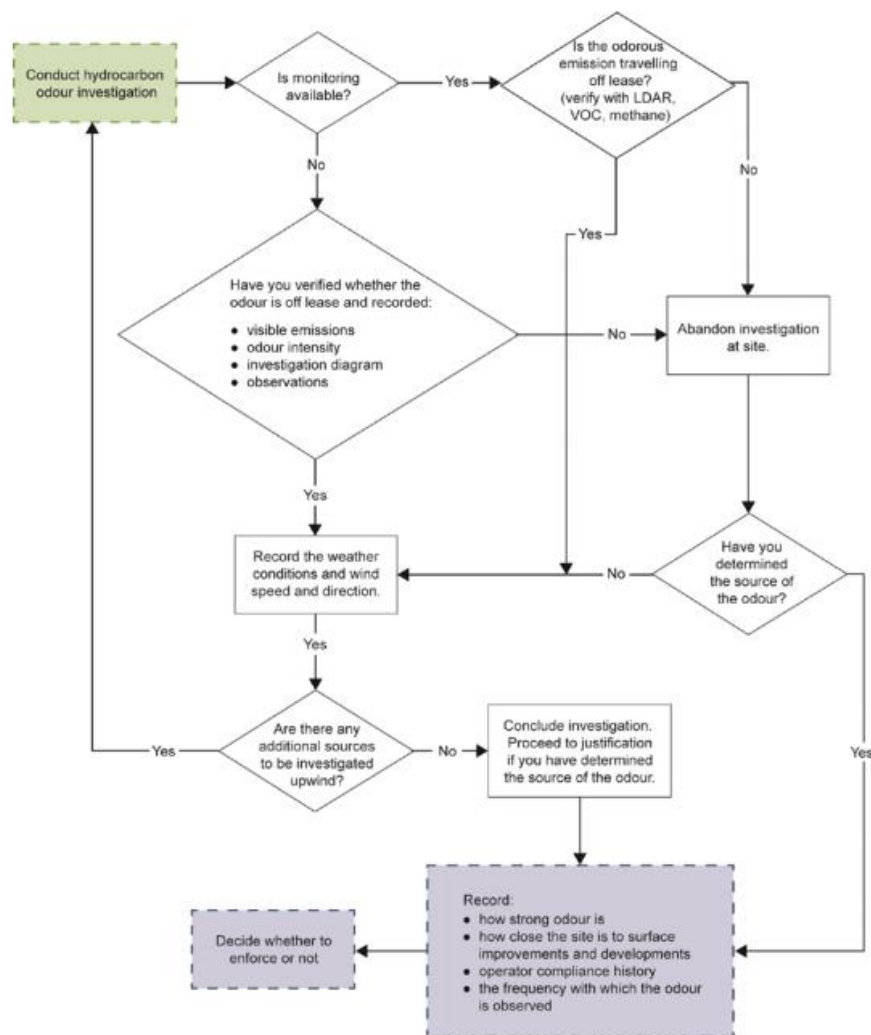 Conduct hydrocarbon
odour investigation
Is monitoring
available?
Yes
Is the odorous
emission travelling
off lease?
(verify with LDAR,
VOC, methane)
No
No
Yes
Have you verified whether the
odour is off lease and recorded:
● visible emissions
● odour intensity
● investigation diagram
● observations
No
Abandon investigation
at site.
Yes
Record the weather
conditions and wind
speed and direction.
No
Have you
determined
the source of
the odour?
Yes
Yes
Are there any
additional sources
to be investigated
upwind?
No
Conclude investigation.
Proceed to justification
if you have determined
the source of the odour.
Yes
Record:
● how strong odour is
● how close the site is to surface
improvements and developments
● operator compliance history
● the frequency with which the odour
is observed
Decide whether to
enforce or not